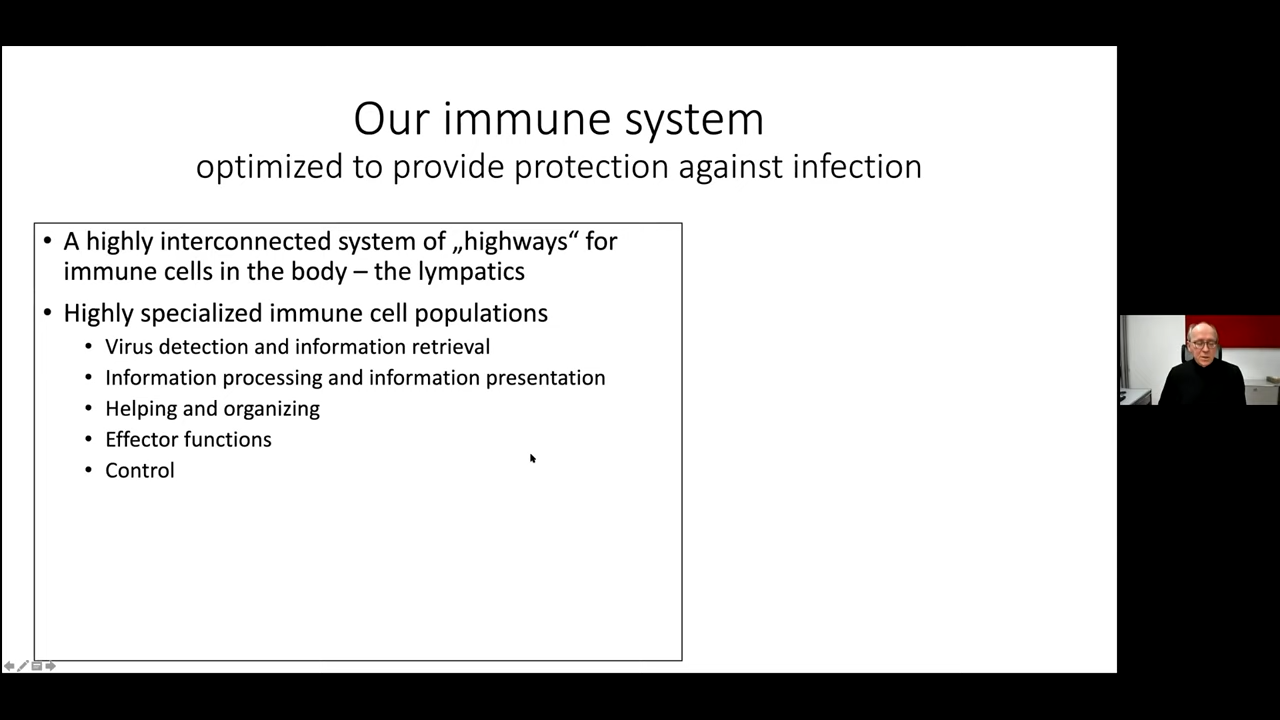 Our immune system
optimized to provide protection against infection
• A highly interconnected system of „highways“ for
immune cells in the body – the lympatics
• Highly specialized immune cell populations
• Virus detection and information retrieval
• Information processing and information presentation
• Helping and organizing
• Effector functions
• Control